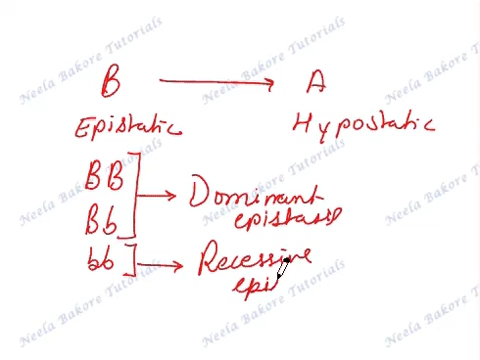 B → A
Epistatic Hypostatic
BB
Bb
Dominant
epistasis
bb
Recessive
epi
Neela Bakore Tutorials